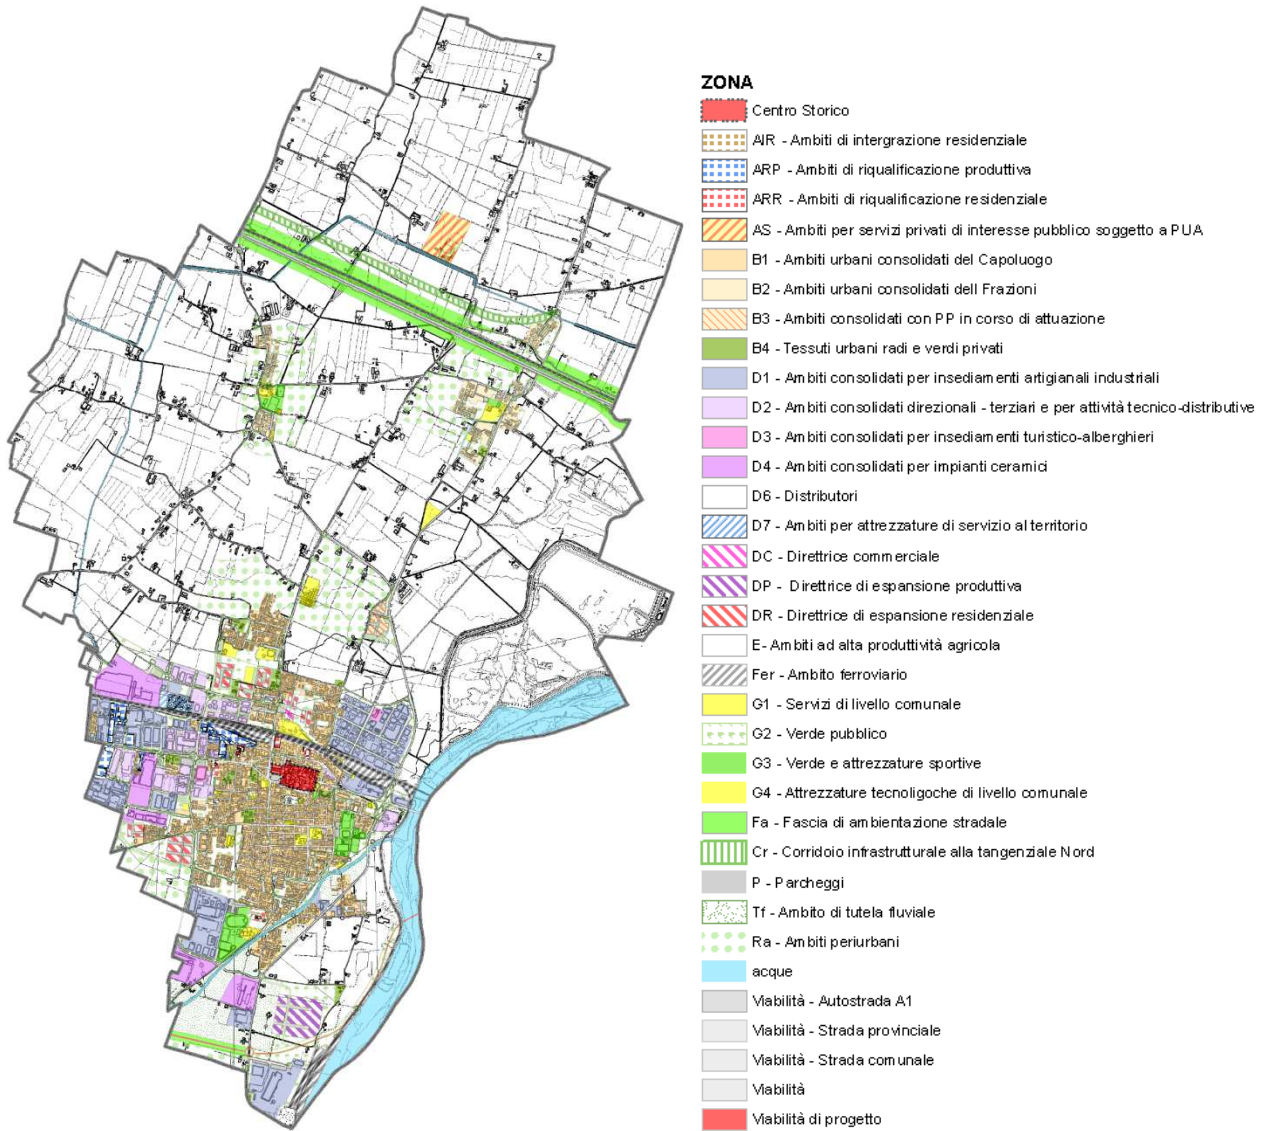 ZONA
Centro Storico
AIR - Ambiti di intergrazione residenziale
ARP - Ambiti di riqualificazione produttiva
ARR - Ambiti di riqualificazione residenziale
AS - Ambiti per servizi privati di interesse pubblico soggetto a PUA
B1 - Ambiti urbani consolidati del Capoluogo
B2 - Ambiti urbani consolidati dell Frazioni
B3 - Ambiti consolidati con PP in corso di attuazione
B4 - Tessuti urbani radi e verdi privati
D1 - Ambiti consolidati per insediamenti artigianali industriali
D2 - Ambiti consolidati direzionali - terziari e per attività tecnico-distributive
D3 - Ambiti consolidati per insediamenti turistico-alberghieri
D4 - Ambiti consolidati per impianti ceramici
D6 - Distributori
D7 - Ambiti per attrezzature di servizio al territorio
DC - Direttrice commerciale
DP - Direttrice di espansione produttiva
DR - Direttrice di espansione residenziale
E- Ambiti ad alta produttività agricola
Fer - Ambito ferroviario
G1 - Servizi di livello comunale
G2 - Verde pubblico
G3 - Verde e attrezzature sportive
G4 - Attrezzature tecnoligoche di livello comunale
Fa - Fascia di ambientazione stradale
Cr - Corridoio infrastrutturale alla tangenziale Nord
P - Parcheggi
Tf - Ambito di tutela fluviale
Ra - Ambiti periurbani
acque
Viabilità - Autostrada A1
Viabilità - Strada provinciale
Viabilità - Strada comunale
Viabilità
Viabilità di progetto